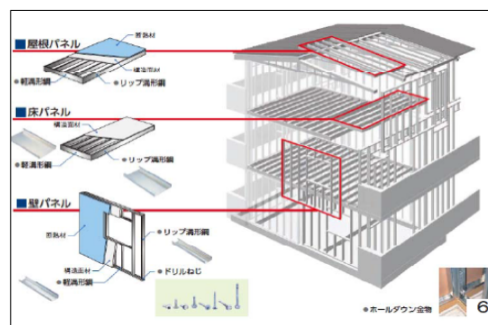 ■屋根パネル
断熱材
構造面材
●軽溝形鋼
●リップ溝形鋼
■床パネル
構造面材
●軽溝形鋼
●リップ溝形鋼
■壁パネル
断熱材
●リップ溝形鋼
構造面材
●軽溝形鋼
●ドリルねじ
●ホールダウン金物
6